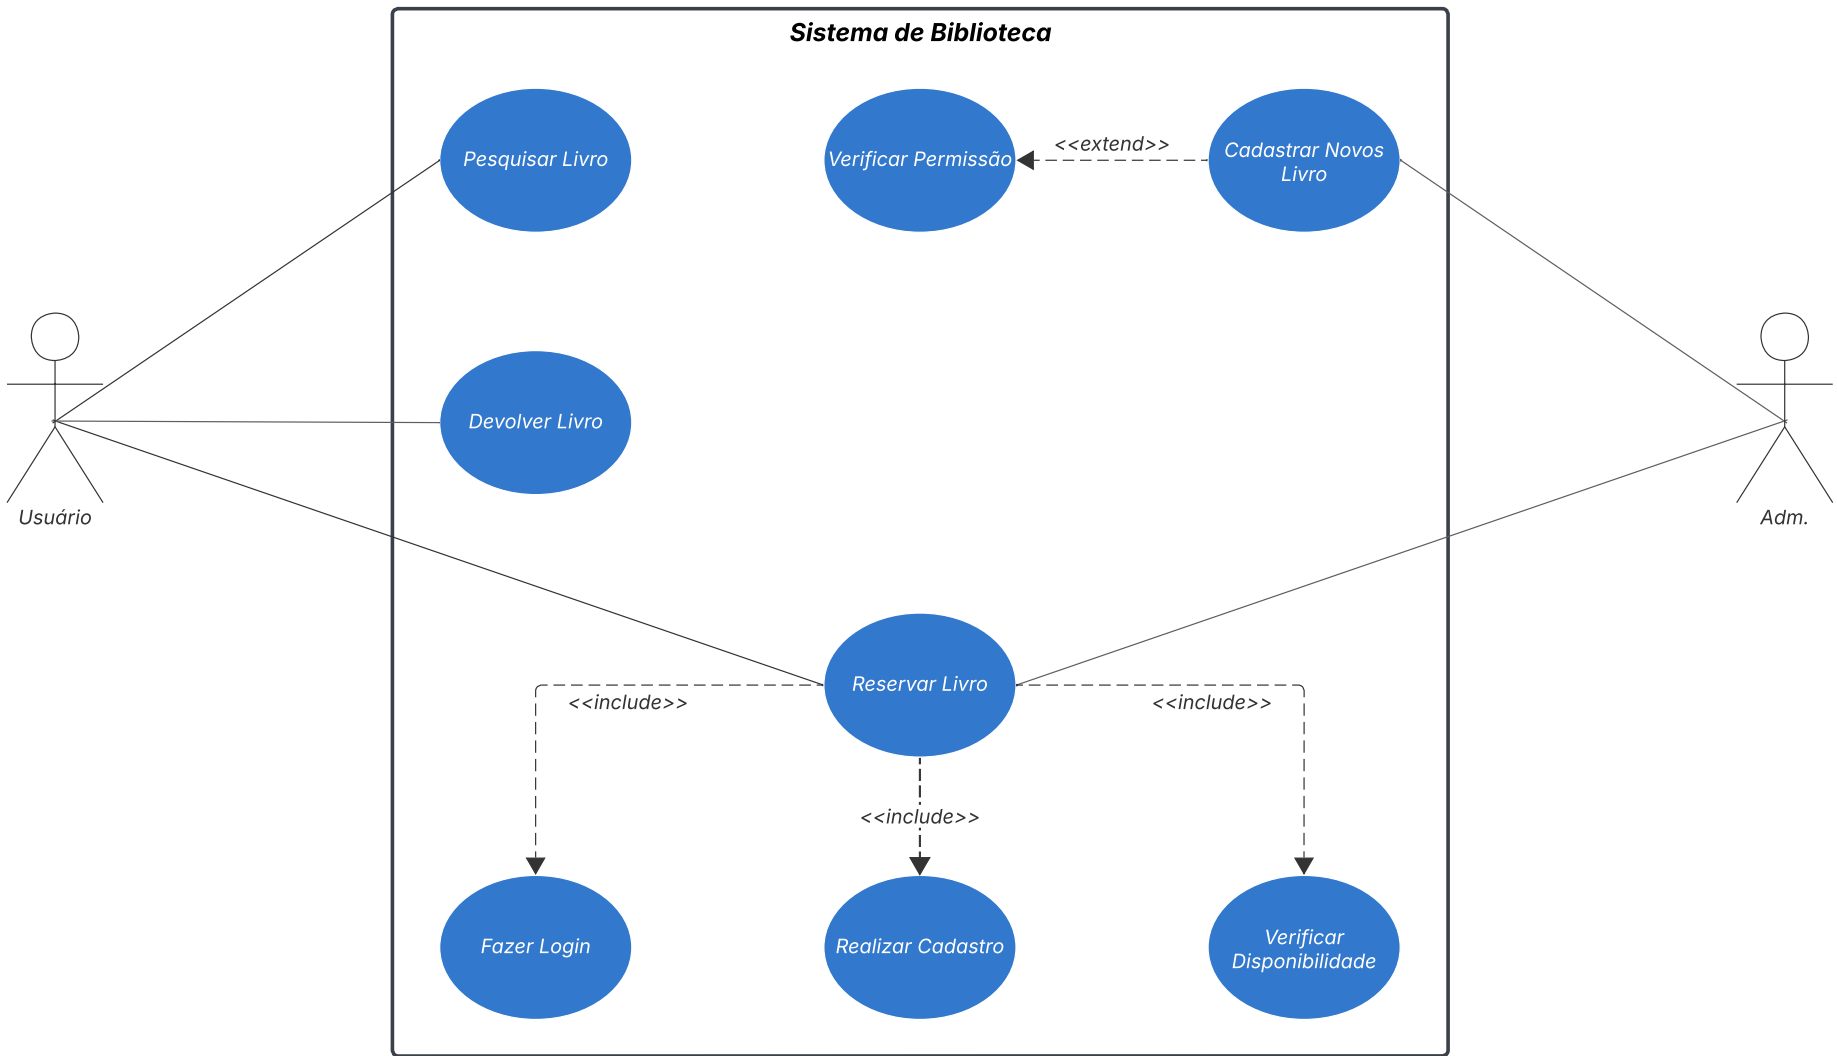 Sistema de Biblioteca
Pesquisar Livro
Verificar Permissão
<<extend>>
Cadastrar Novos
Livro
Devolver Livro
Usuário
Adm.
Reservar Livro
<<include>>
<<include>>
<<include>>
Fazer Login
Realizar Cadastro
Verificar
Disponibilidade